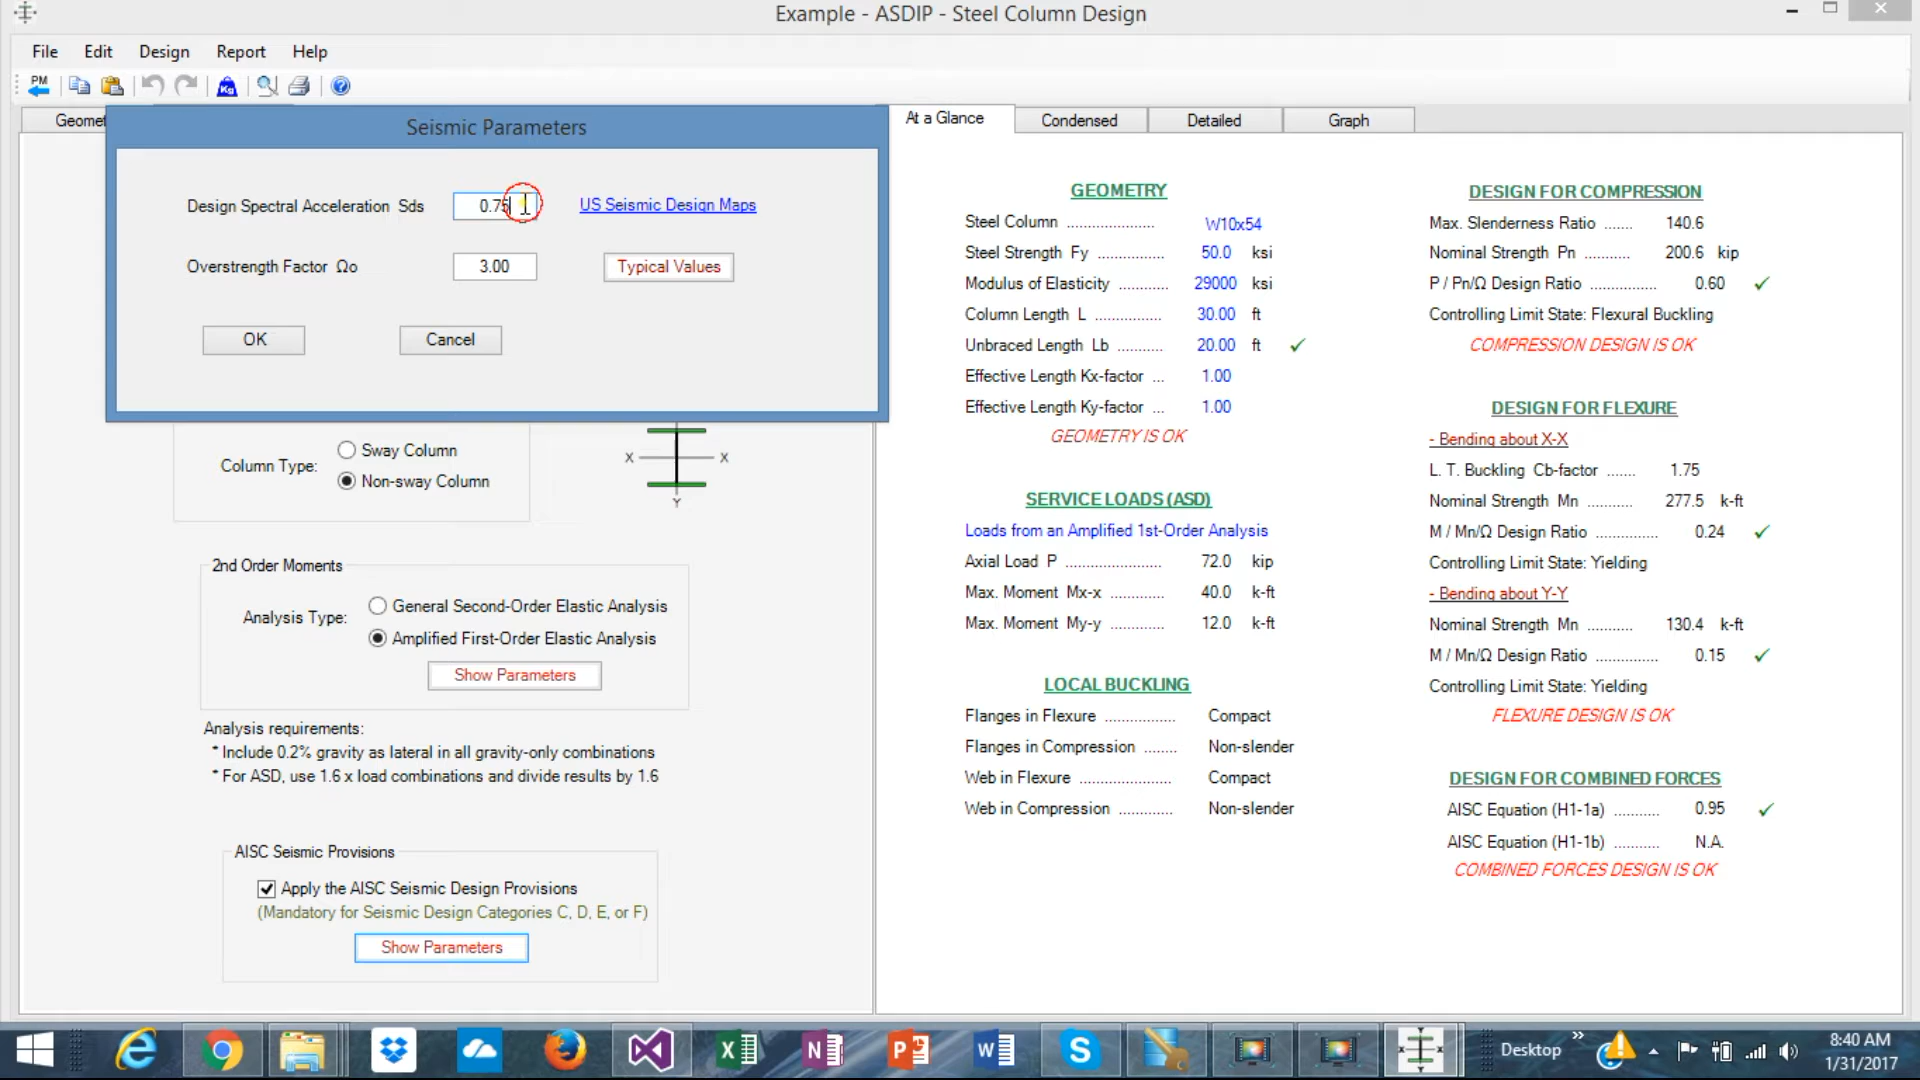 Example - ASDIP - Steel Column Design
File Edit Design Report Help
PM Kg
Geomet
At a Glance Condensed Detailed Graph
Seismic Parameters
Design Spectral Acceleration Sds 0.75 US Seismic Design Maps
Overstrength Factor Ωo 3.00 Typical Values
OK Cancel
Column Type:
Sway Column
Non-sway Column
X X
Y
2nd Order Moments
Analysis Type:
General Second-Order Elastic Analysis
Amplified First-Order Elastic Analysis
Show Parameters
Analysis requirements:
* Include 0.2% gravity as lateral in all gravity-only combinations
* For ASD, use 1.6 x load combinations and divide results by 1.6
AISC Seismic Provisions
Apply the AISC Seismic Design Provisions
(Mandatory for Seismic Design Categories C, D, E, or F)
Show Parameters
GEOMETRY
Steel Column .................... W10x54
Steel Strength Fy ............... 50.0 ksi
Modulus of Elasticity ........... 29000 ksi
Column Length L ............... 30.00 ft
Unbraced Length Lb ........... 20.00 ft ✓
Effective Length Kx-factor ... 1.00
Effective Length Ky-factor ... 1.00
GEOMETRY IS OK
SERVICE LOADS (ASD)
Loads from an Amplified 1st-Order Analysis
Axial Load P ...................... 72.0 kip
Max. Moment Mx-x ............ 40.0 k-ft
Max. Moment My-y ............ 12.0 k-ft
LOCAL BUCKLING
Flanges in Flexure ................ Compact
Flanges in Compression ........ Non-slender
Web in Flexure .................... Compact
Web in Compression ............. Non-slender
DESIGN FOR COMPRESSION
Max. Slenderness Ratio ....... 140.6
Nominal Strength Pn ........... 200.6 kip
P / Pn/Ω Design Ratio ............... 0.60 ✓
Controlling Limit State: Flexural Buckling
COMPRESSION DESIGN IS OK
DESIGN FOR FLEXURE
- Bending about X-X
L. T. Buckling Cb-factor ....... 1.75
Nominal Strength Mn ........... 277.5 k-ft
M / Mn/Ω Design Ratio .............. 0.24 ✓
Controlling Limit State: Yielding
- Bending about Y-Y
Nominal Strength Mn ........... 130.4 k-ft
M / Mn/Ω Design Ratio .............. 0.15 ✓
Controlling Limit State: Yielding
FLEXURE DESIGN IS OK
DESIGN FOR COMBINED FORCES
AISC Equation (H1-1a) ........... 0.95 ✓
AISC Equation (H1-1b) ........... N.A.
COMBINED FORCES DESIGN IS OK
Desktop
8:40 AM
1/31/2017